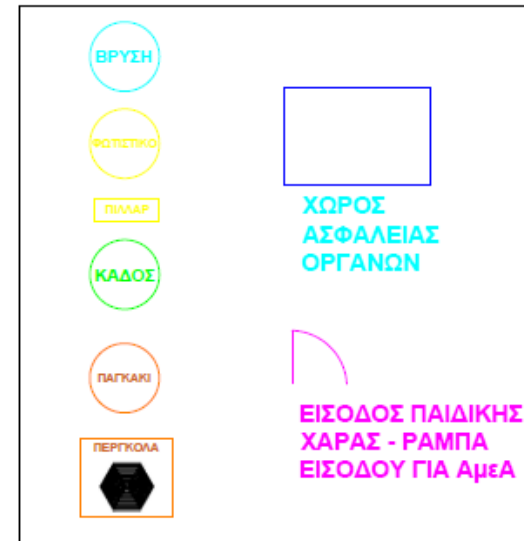 ΒΡΥΣΗ
ΦΩΤΙΣΤΙΚΟ
ΠΙΛΛΑΡ
ΚΑΔΟΣ
ΠΑΓΚΑΚΙ
ΠΕΡΓΚΟΛΑ
ΧΩΡΟΣ
ΑΣΦΑΛΕΙΑΣ
ΟΡΓΑΝΩΝ
ΕΙΣΟΔΟΣ ΠΑΙΔΙΚΗΣ
ΧΑΡΑΣ - ΡΑΜΠΑ
ΕΙΣΟΔΟΥ ΓΙΑ ΑμεΑ